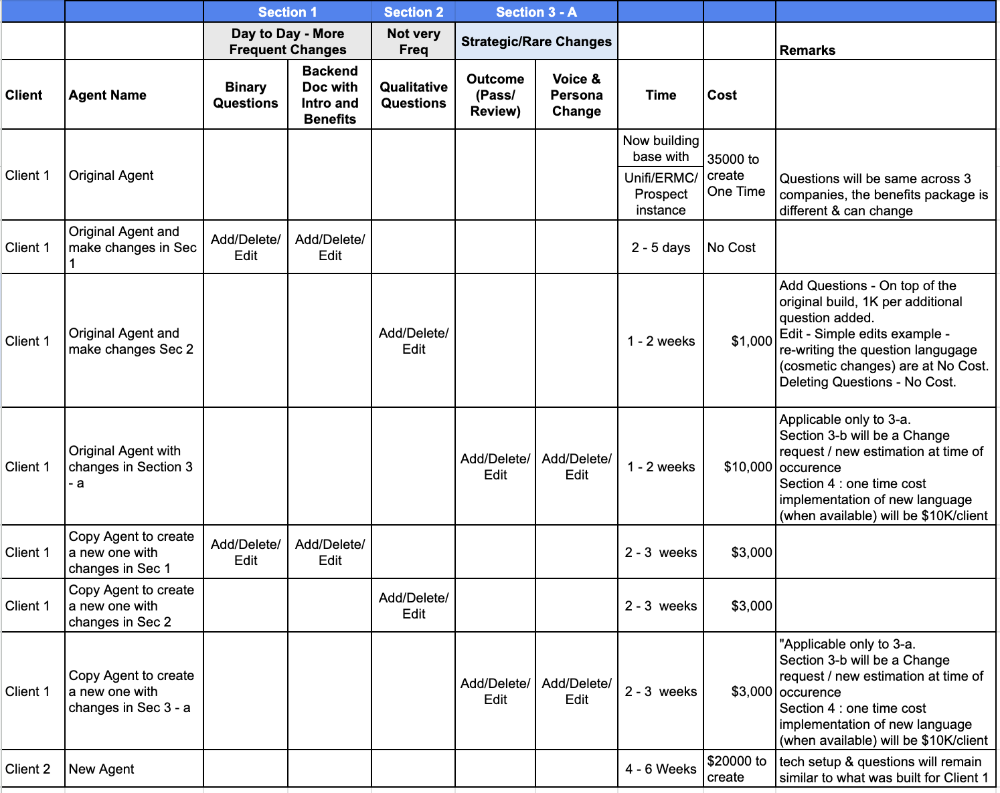 Section 1
Section 2
Section 3 - A
Day to Day - More
Frequent Changes
Not very
Freq
Strategic/Rare Changes
Remarks
Client
Agent Name
Binary
Questions
Backend
Doc with
Intro and
Benefits
Qualitative
Questions
Outcome
(Pass/
Review)
Voice &
Persona
Change
Time
Cost
Client 1
Original Agent
Now building
base with
Unifi/ERMC/
Prospect
instance
35000 to
create
One Time
Questions will be same across 3
companies, the benefits package is
different & can change
Client 1
Original Agent and
make changes in Sec
1
Add/Delete/
Edit
Add/Delete/
Edit
2 - 5 days
No Cost
Client 1
Original Agent and
make changes Sec 2
Add/Delete/
Edit
1 - 2 weeks
$1,000
Add Questions - On top of the
original build, 1K per additional
question added.
Edit - Simple edits example -
re-writing the question langugage
(cosmetic changes) are at No Cost.
Deleting Questions - No Cost.
Client 1
Original Agent with
changes in Section 3
- a
Add/Delete/
Edit
Add/Delete/
Edit
1 - 2 weeks
$10,000
Applicable only to 3-a.
Section 3-b will be a Change
request / new estimation at time of
occurence
Section 4 : one time cost
implementation of new language
(when available) will be $10K/client
Client 1
Copy Agent to create
a new one with
changes in Sec 1
Add/Delete/
Edit
Add/Delete/
Edit
2 - 3  weeks
$3,000
Client 1
Copy Agent to create
a new one with
changes in Sec 2
Add/Delete/
Edit
2 - 3  weeks
$3,000
Client 1
Copy Agent to create
a new one with
changes in Sec 3 - a
Add/Delete/
Edit
Add/Delete/
Edit
2 - 3  weeks
$3,000
"Applicable only to 3-a.
Section 3-b will be a Change
request / new estimation at time of
occurence
Section 4 : one time cost
implementation of new language
(when available) will be $10K/client
Client 2
New Agent
4 - 6 Weeks
$20000 to
create
tech setup & questions will remain
similar to what was built for Client 1